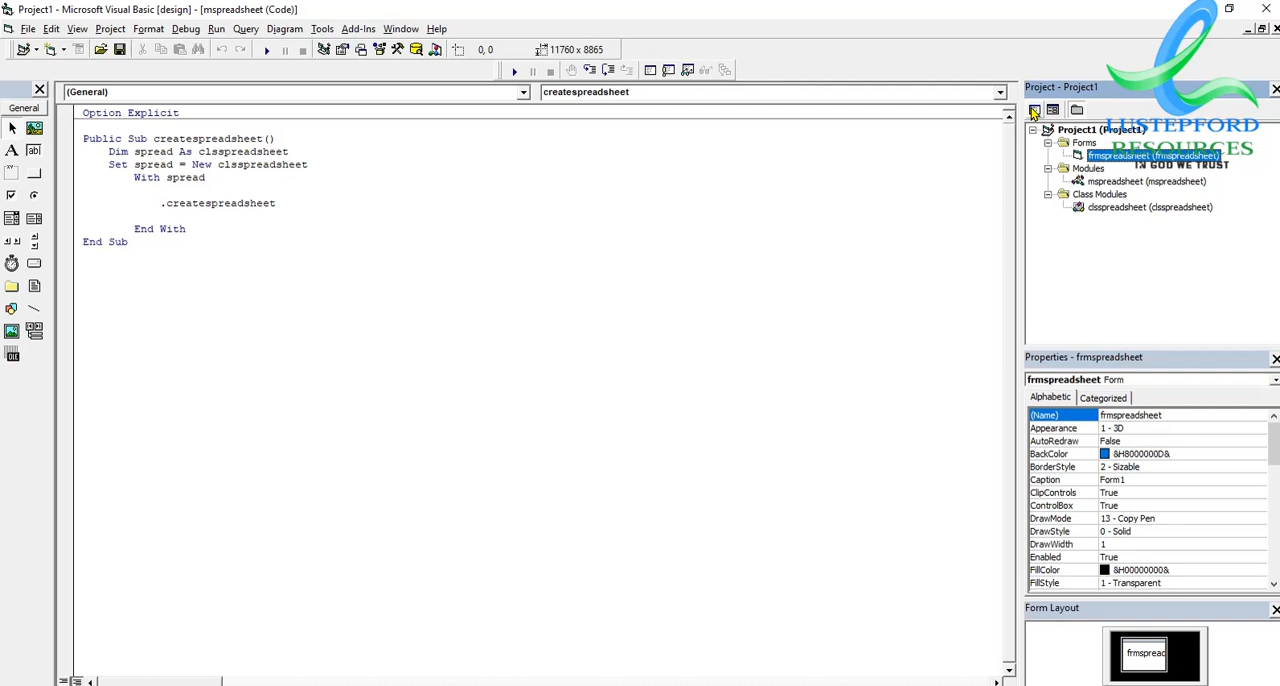 Project1 - Microsoft Visual Basic [design] - [mspreadsheet (Code)]
File Edit View Project Format Debug Run Query Diagram Tools Add-Ins Window Help
0, 0 11760 x 8865
General
(General) createspreadsheet
Option Explicit
Public Sub createspreadsheet()
Dim spread As clsspreadsheet
Set spread = New clsspreadsheet
With spread
.createspreadsheet
End With
End Sub
Project - Project1
LUSTEPFORD
RESOURCES
IN GOD WE TRUST
Project1 (Project1)
Forms
frmspreadsheet (frmspreadsheet)
Modules
mspreadsheet (mspreadsheet)
Class Modules
clsspreadsheet (clsspreadsheet)
Properties - frmspreadsheet
frmspreadsheet Form
Alphabetic Categorized
(Name) frmspreadsheet
Appearance 1 - 3D
AutoRedraw False
BackColor &H8000000D&
BorderStyle 2 - Sizable
Caption Form1
ClipControls True
ControlBox True
DrawMode 13 - Copy Pen
DrawStyle 0 - Solid
DrawWidth 1
Enabled True
FillColor &H00000000&
FillStyle 1 - Transparent
Form Layout
frmspread